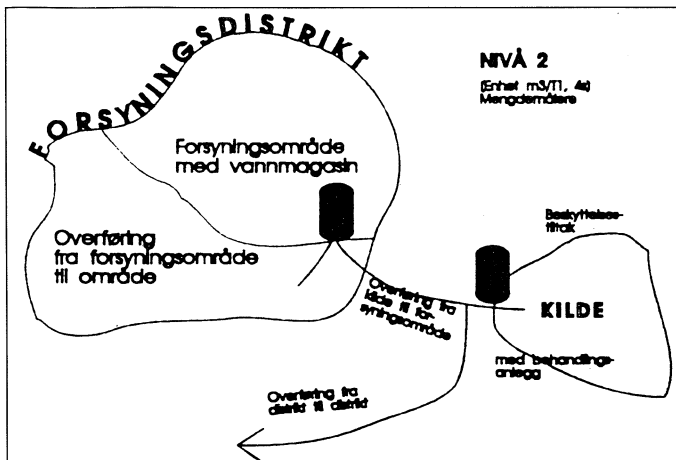 FORSYNINGSDISTRIKT
NIVÅ 2
(Enhet m3/T1, 4x)
Mengdemålere
Forsyningsområde
med vannmagasin
Beskyttelses-
tiltak
Overføring
fra forsyningsområde
til område
Overføring fra
kilde til for-
syningsområde
KILDE
med behandlings-
anlegg
Overføring fra
distrikt til distrikt